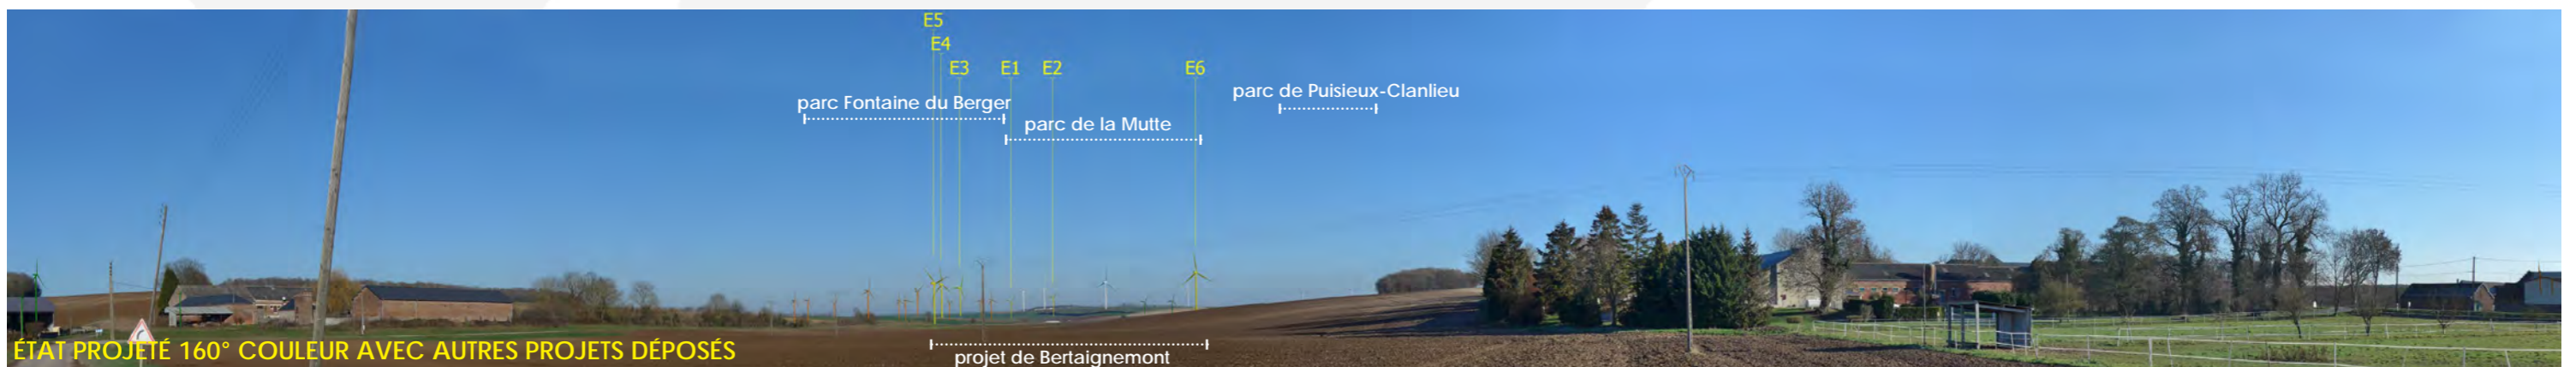 E5
E4
E3 E1 E2 E6
parc de Puisieux-Clanlieu
parc Fontaine du Berger
parc de la Mutte
ÉTAT PROJETÉ 160° COULEUR AVEC AUTRES PROJETS DÉPOSÉS
projet de Bertaignemont